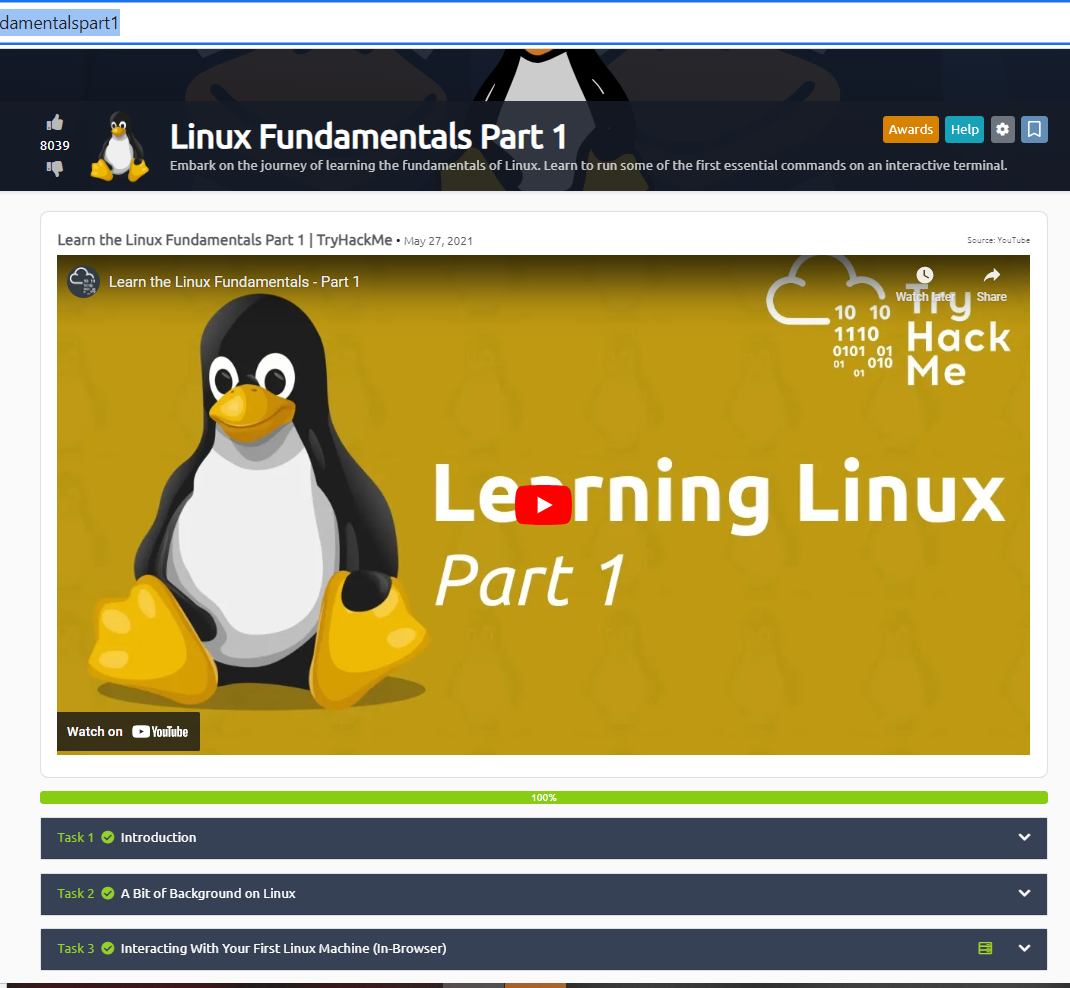 damentalspart1
8039
Linux Fundamentals Part 1
Embark on the journey of learning the fundamentals of Linux. Learn to run some of the first essential commands on an interactive terminal.
Awards
Help
Learn the Linux Fundamentals Part 1 | TryHackMe • May 27, 2021
Source: YouTube
Learn the Linux Fundamentals - Part 1
Watch later
Share
10 10
1110
0101 01
01 010
01
Try
Hack
Me
Learning Linux
Part 1
Watch on YouTube
100%
Task 1 Introduction
Task 2 A Bit of Background on Linux
Task 3 Interacting With Your First Linux Machine (In-Browser)